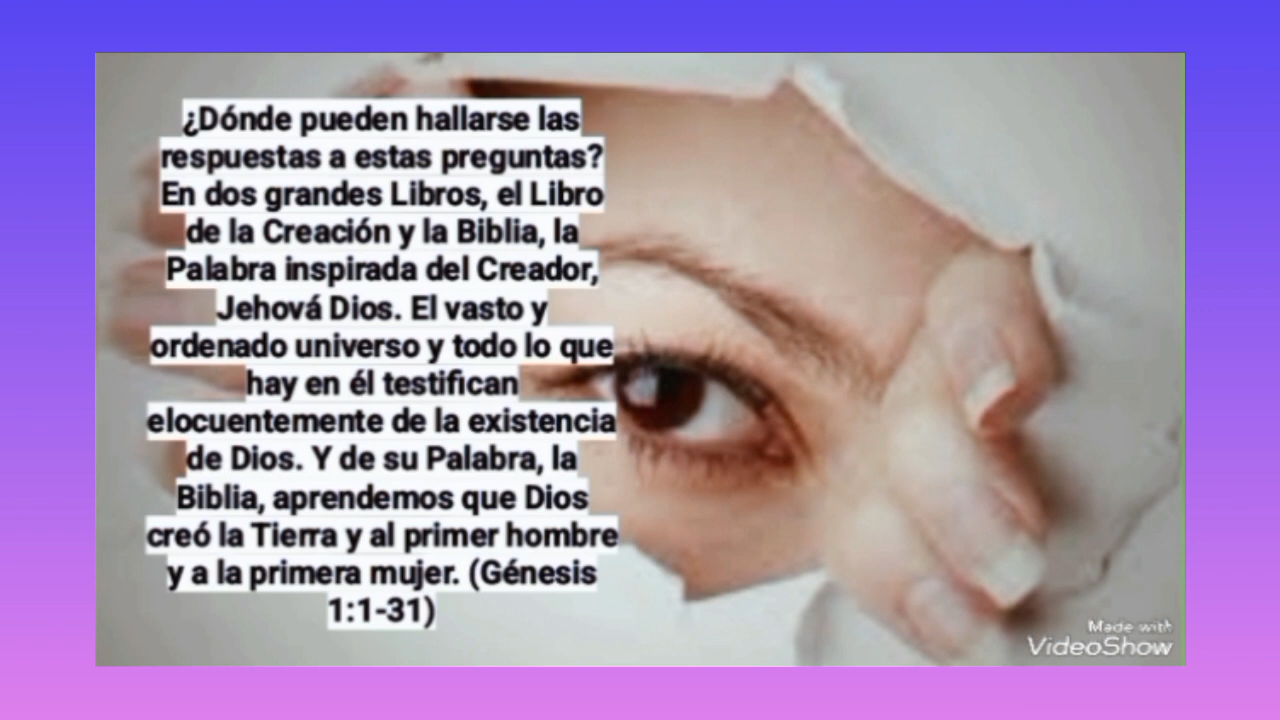 ¿Dónde pueden hallarse las
respuestas a estas preguntas?
En dos grandes Libros, el Libro
de la Creación y la Biblia, la
Palabra inspirada del Creador,
Jehová Dios. El vasto y
ordenado universo y todo lo que
hay en él testifican
elocuentemente de la existencia
de Dios. Y de su Palabra, la
Biblia, aprendemos que Dios
creó la Tierra y al primer hombre
y a la primera mujer. (Génesis
1:1-31)
Made with
VideoShow